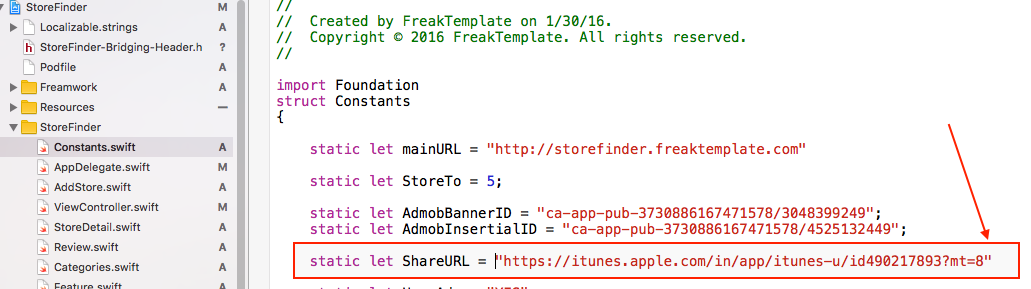 StoreFinder M
Localizable.strings A
h StoreFinder-Bridging-Header.h ?
Podfile A
Freamwork A
Resources —
StoreFinder
Constants.swift A
AppDelegate.swift M
AddStore.swift A
ViewController.swift M
StoreDetail.swift A
Review.swift A
Categories.swift A
Feature.swift A
//
// Created by FreakTemplate on 1/30/16.
// Copyright © 2016 FreakTemplate. All rights reserved.
//
import Foundation
struct Constants
{
static let mainURL = "http://storefinder.freaktemplate.com"
static let StoreTo = 5;
static let AdmobBannerID = "ca-app-pub-3730886167471578/3048399249";
static let AdmobInsertialID = "ca-app-pub-3730886167471578/4525132449";
static let ShareURL = "https://itunes.apple.com/in/app/itunes-u/id490217893?mt=8"